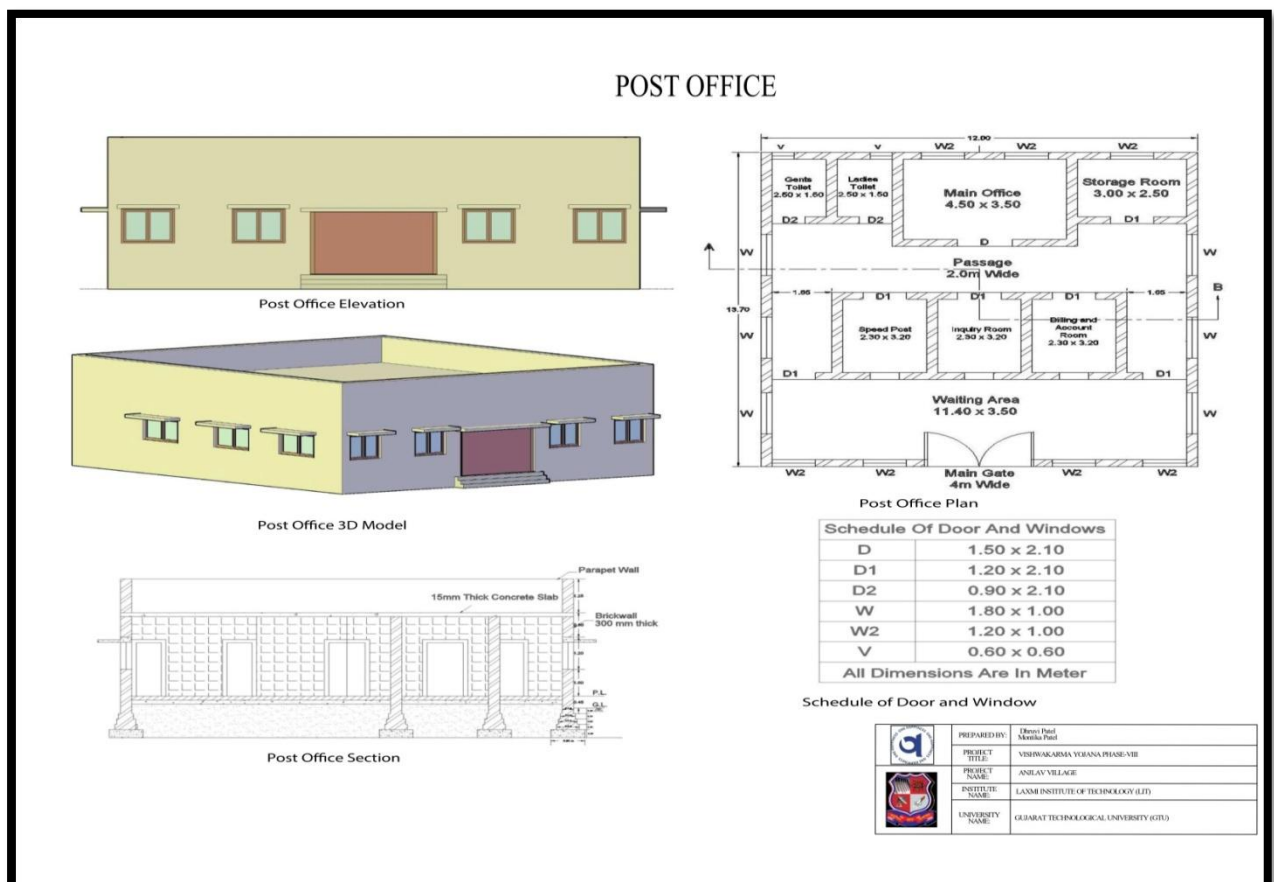 POST OFFICE
Post Office Elevation
Post Office 3D Model
Parapet Wall
15mm Thick Concrete Slab
Brickwall
300 mm thick
P.L.
G.L.
Post Office Section
V
V
W2
12.00
W2
W2
Gents
Toilet
2.50 x 1.50
Ladies
Toilet
2.50 x 1.50
Main Office
4.50 x 3.50
Storage Room
3.00 x 2.50
D2
D2
D
D1
W
Passage
2.0m Wide
W
B
13.70
1.65
D1
D1
D1
1.65
W
Speed Post
2.30 x 3.20
Inquiry Room
2.30 x 3.20
Billing and
Account
Room
2.30 x 3.20
W
D1
D1
W
Waiting Area
11.40 x 3.50
W
W2
W2
Main Gate
4m Wide
W2
W2
Post Office Plan
Schedule Of Door And Windows
D 1.50 x 2.10
D1 1.20 x 2.10
D2 0.90 x 2.10
W 1.80 x 1.00
W2 1.20 x 1.00
V 0.60 x 0.60
All Dimensions Are In Meter
Schedule of Door and Window
PREPARED BY: Dhruvi Patel
Montika Patel
PROJECT TITLE: VISHWAKARMA YOJANA PHASE-VIII
PROJECT NAME: ANJLAV VILLAGE
INSTITUTE NAME: LAXMI INSTITUTE OF TECHNOLOGY (LIT)
UNIVERSITY NAME: GUJARAT TECHNOLOGICAL UNIVERSITY (GTU)